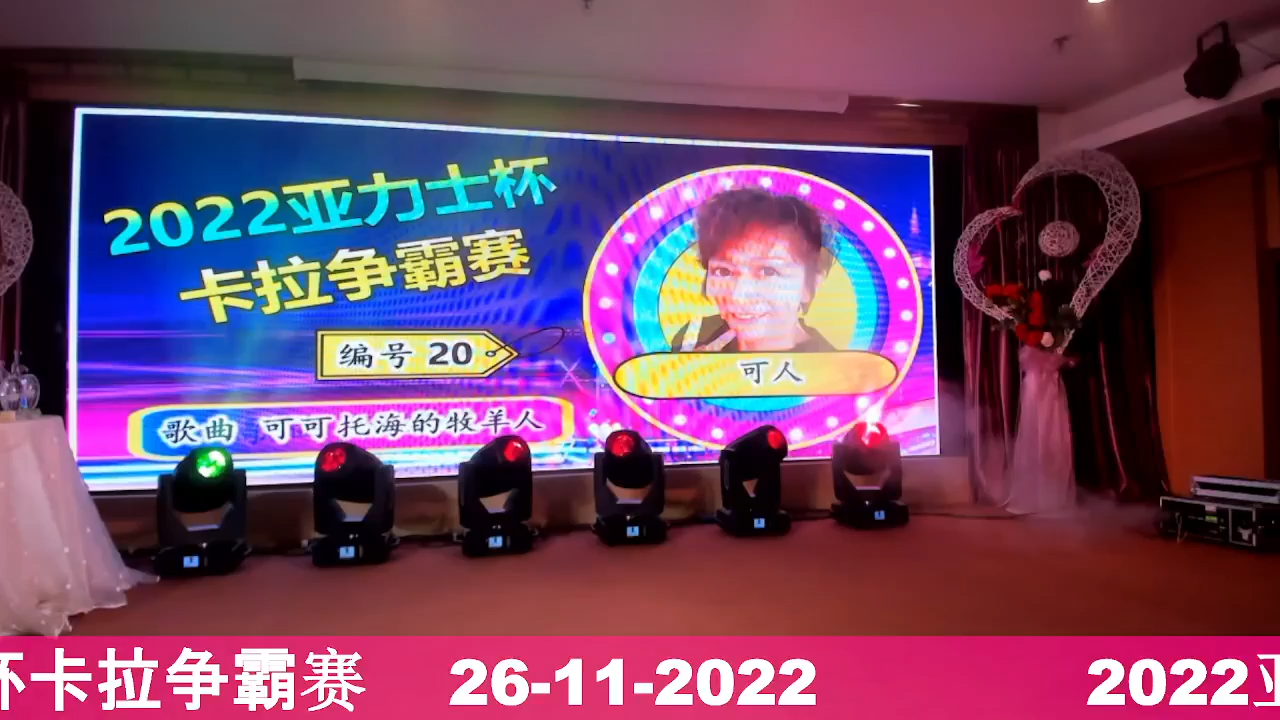 2022亚力士杯
卡拉争霸赛
编号 20
可人
歌曲 可可托海的牧羊人
杯卡拉争霸赛 26-11-2022 2022亚